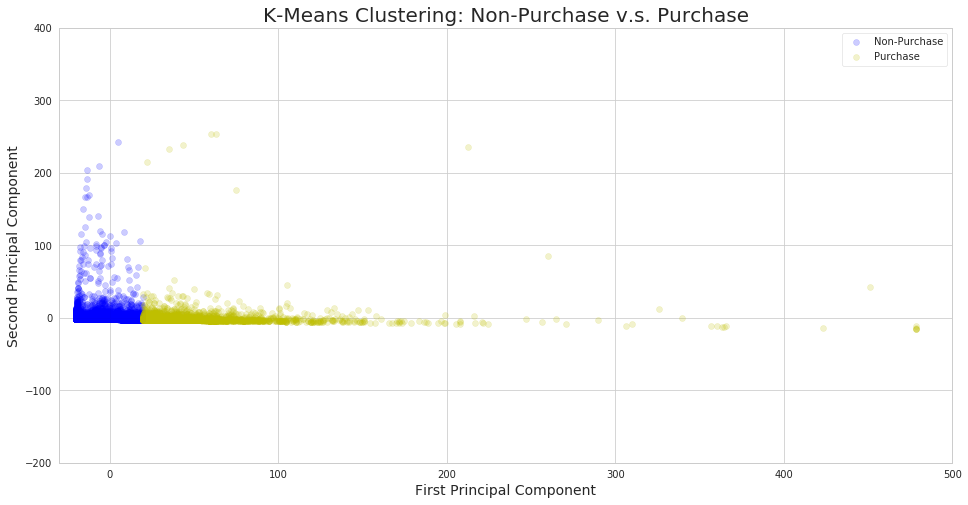 K-Means Clustering: Non-Purchase v.s. Purchase
Non-Purchase
Purchase
400
300
200
100
0
−100
−200
Second Principal Component
0 100 200 300 400 500
First Principal Component